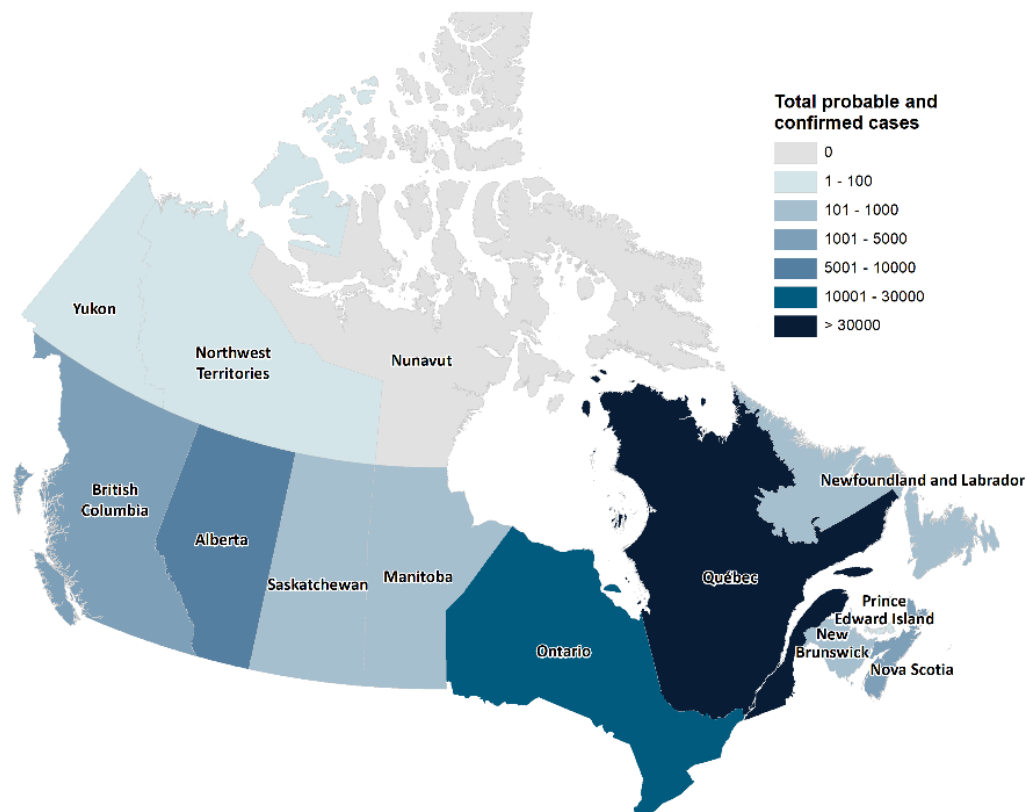 Total probable and
confirmed cases
0
1 - 100
101 - 1000
1001 - 5000
5001 - 10000
10001 - 30000
> 30000
Yukon
Northwest
Territories
Nunavut
British
Columbia
Alberta
Saskatchewan
Manitoba
Ontario
Québec
Newfoundland and Labrador
Prince
Edward Island
New
Brunswick
Nova Scotia